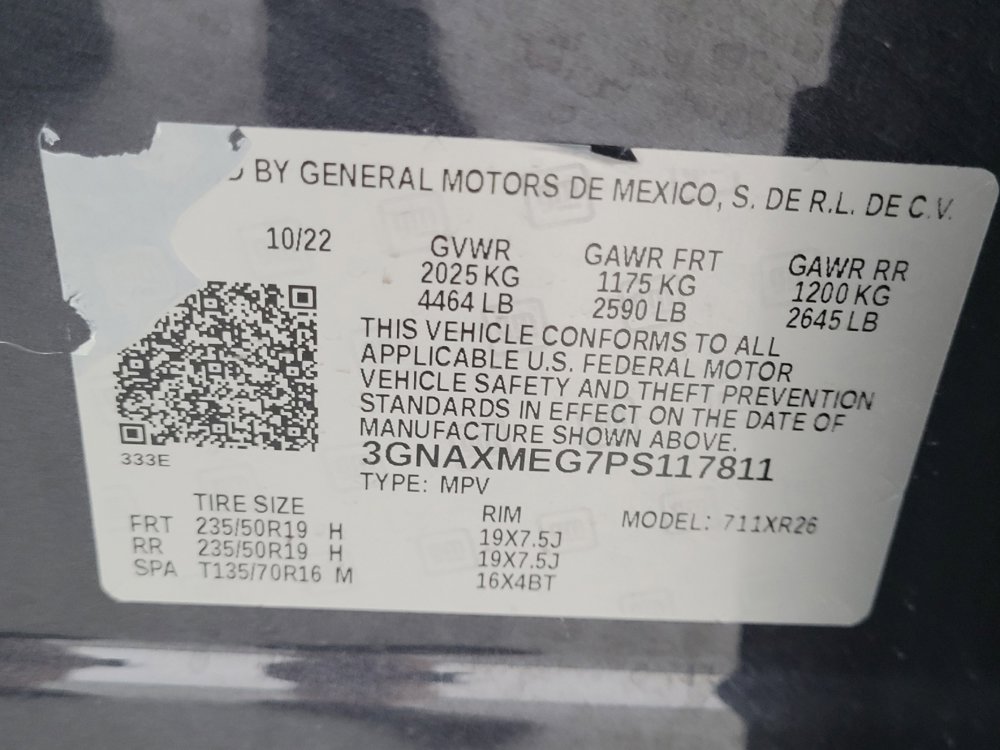 BY GENERAL MOTORS DE MEXICO, S. DE R.L. DE C.V.
10/22 GVWR GAWR FRT GAWR RR
2025 KG 1175 KG 1200 KG
4464 LB 2590 LB 2645 LB
THIS VEHICLE CONFORMS TO ALL
APPLICABLE U.S. FEDERAL MOTOR
VEHICLE SAFETY AND THEFT PREVENTION
STANDARDS IN EFFECT ON THE DATE OF
MANUFACTURE SHOWN ABOVE.
333E
3GNAXMEG7PS117811
TYPE: MPV
TIRE SIZE RIM MODEL: 711XR26
FRT 235/50R19 H 19X7.5J
RR 235/50R19 H 19X7.5J
SPA T135/70R16 M 16X4BT